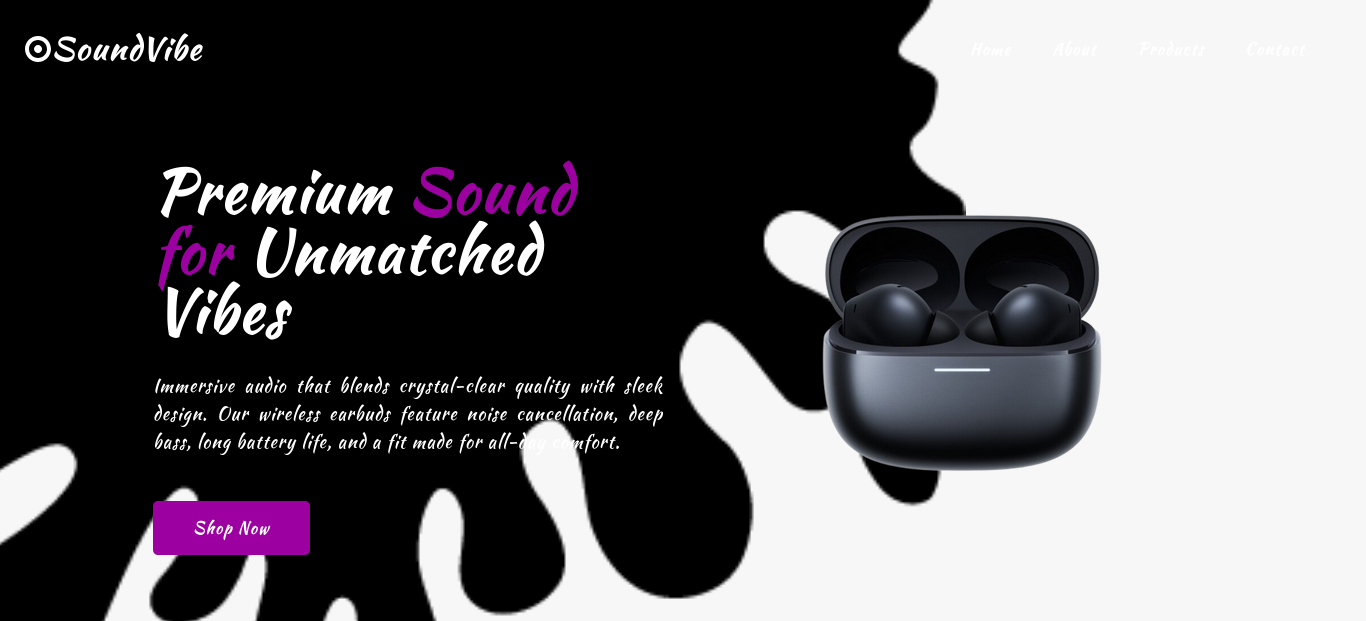 SoundVibe
Home About Products Contact
Premium Sound
for Unmatched
Vibes
Immersive audio that blends crystal-clear quality with sleek
design. Our wireless earbuds feature noise cancellation, deep
bass, long battery life, and a fit made for all-day comfort.
Shop Now